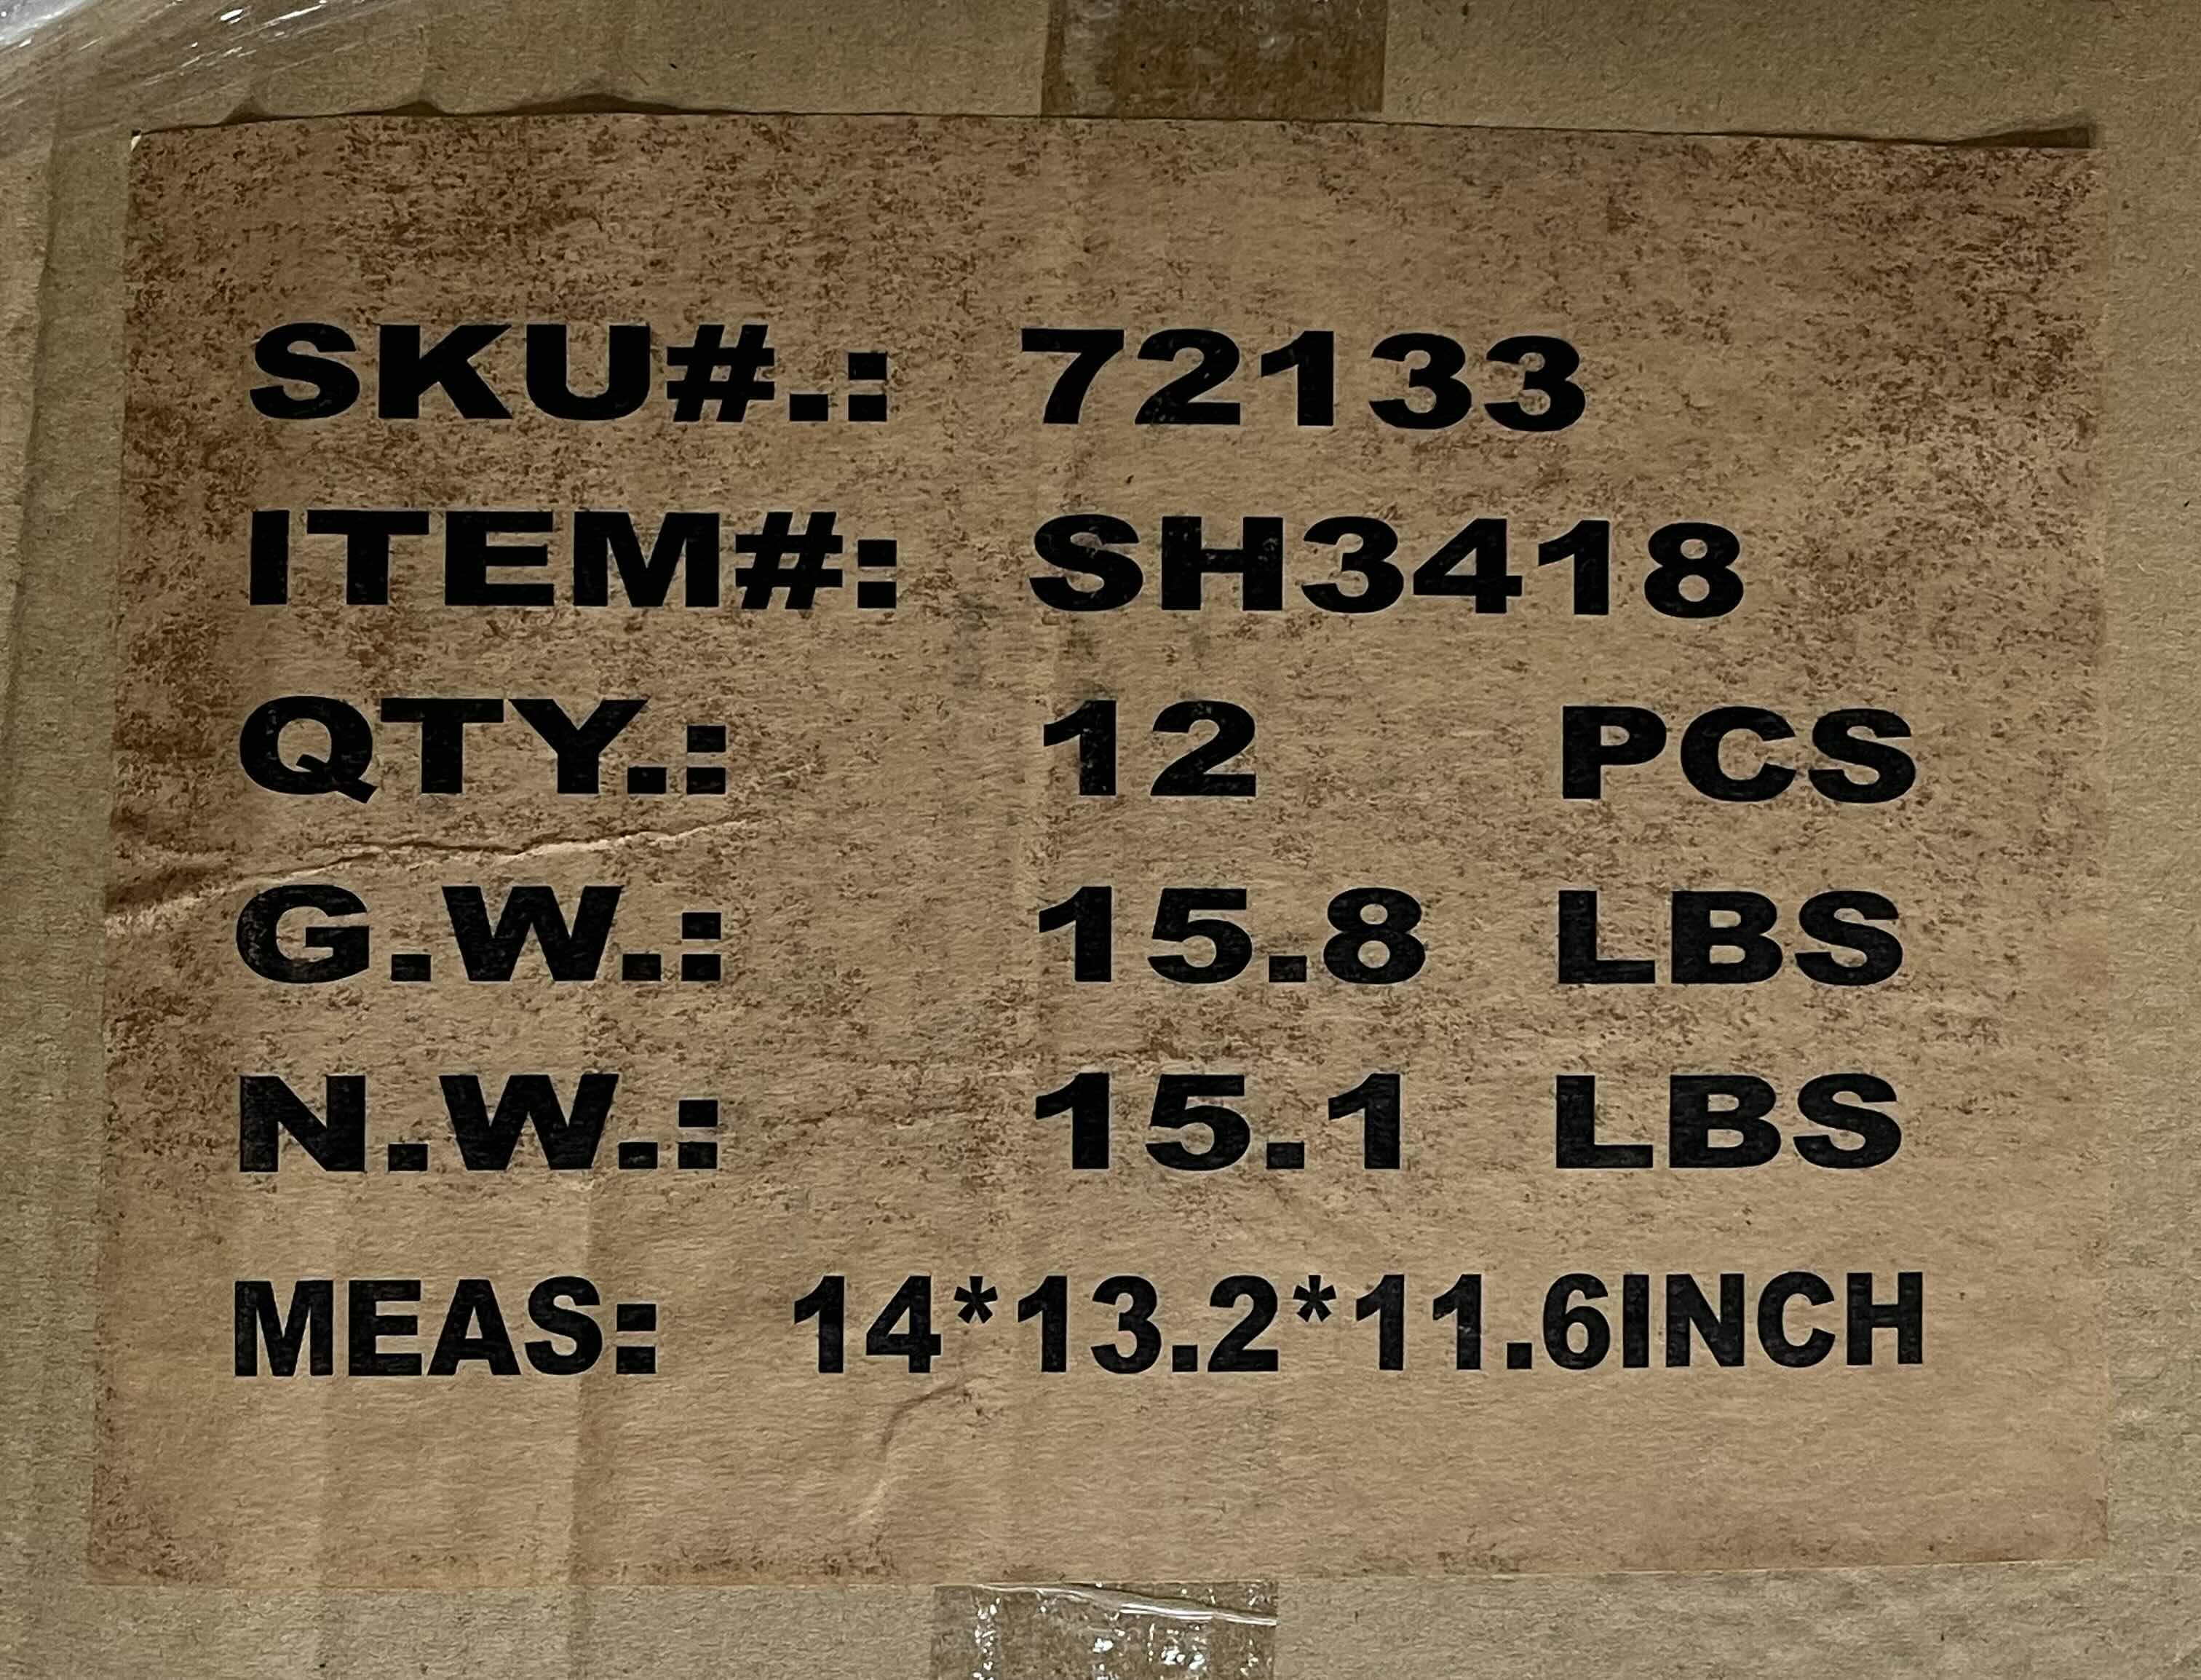 SKU#.: 72133
ITEM#: SH3418
QTY.: 12 PCS
G.W.: 15.8 LBS
N.W.: 15.1 LBS
MEAS: 14*13.2*11.6INCH